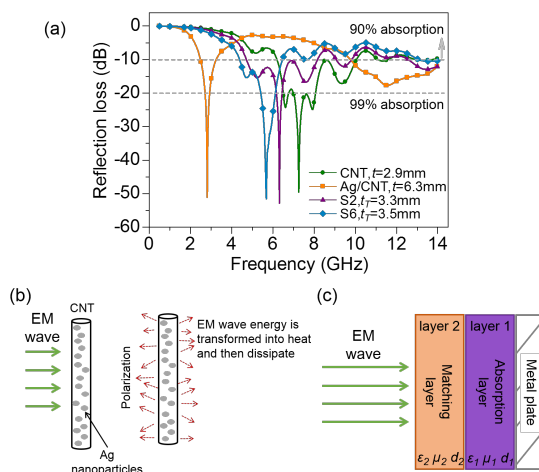 (a)
90% absorption
99% absorption
Reflection loss (dB)
0
-10
-20
-30
-40
-50
-60
CNT, t=2.9mm
Ag/CNT, t=6.3mm
S2, tT=3.3mm
S6, tT=3.5mm
0 2 4 6 8 10 12 14
Frequency (GHz)
(b)
CNT
EM
wave
Ag
nanoparticles
Polarization
EM wave energy is
transformed into heat
and then dissipate
(c)
EM
wave
layer 2
Matching
layer
ε2 μ2 d2
layer 1
Absorption
layer
ε1 μ1 d1
Metal plate